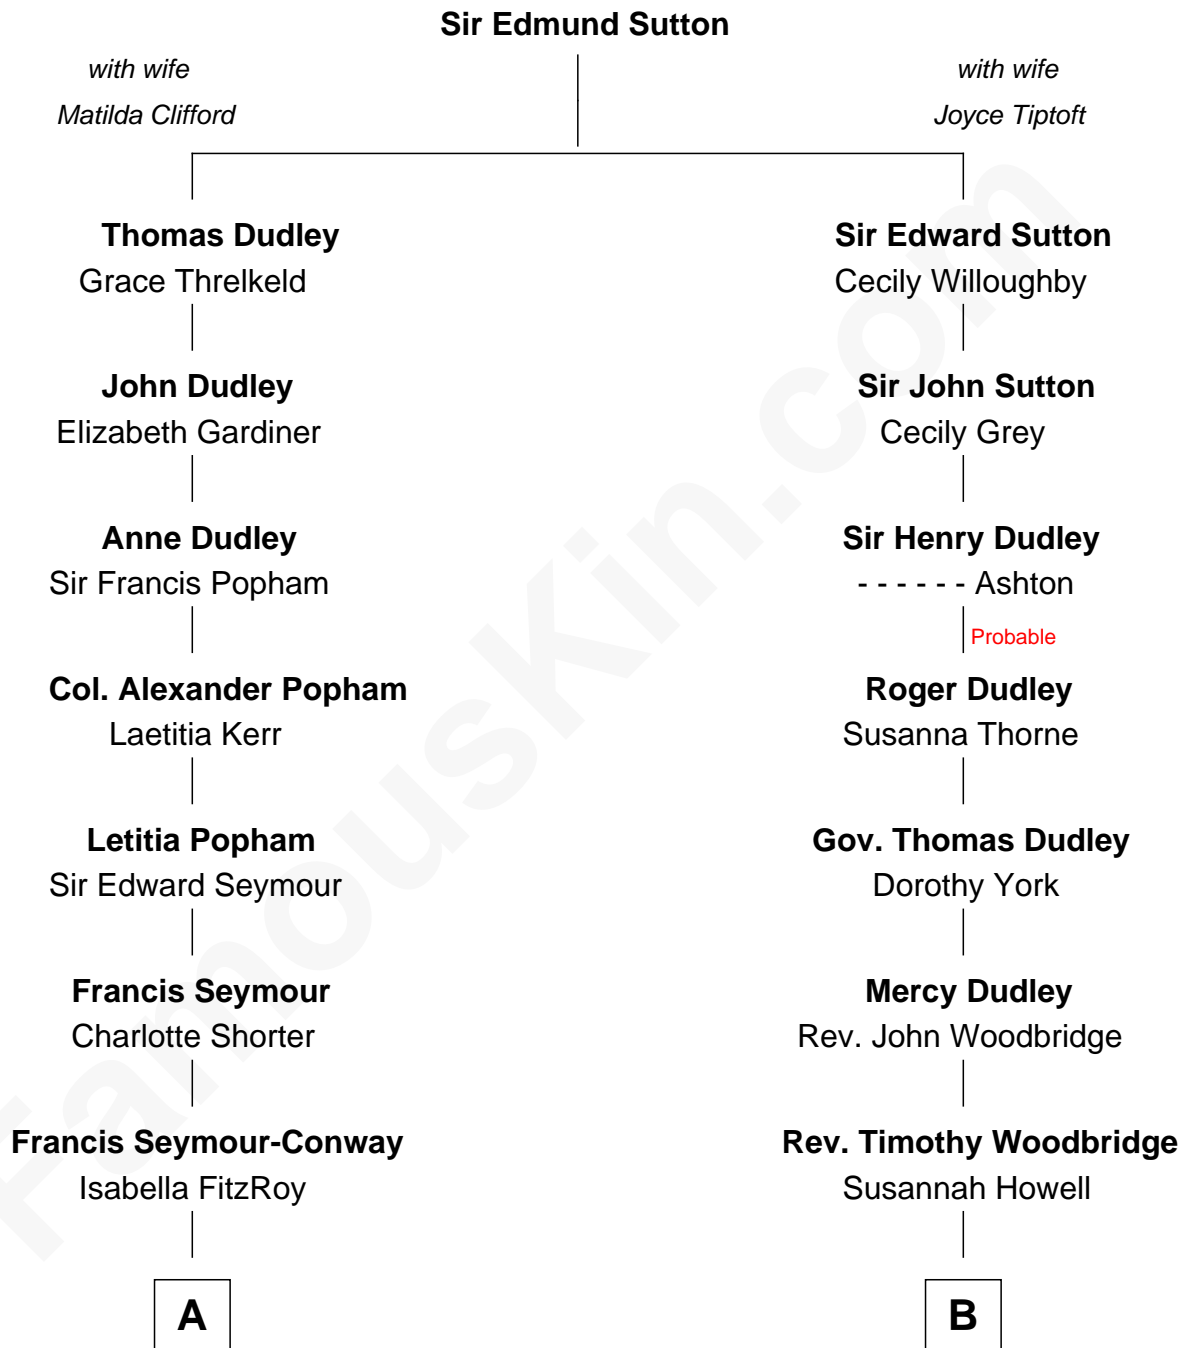 Sir Edmund Sutton
with wife
Matilda Clifford
with wife
Joyce Tiptoft
Thomas Dudley
Grace Threlkeld
Sir Edward Sutton
Cecily Willoughby
John Dudley
Elizabeth Gardiner
Sir John Sutton
Cecily Grey
Anne Dudley
Sir Francis Popham
Sir Henry Dudley
- - - - - - Ashton
Probable
Col. Alexander Popham
Laetitia Kerr
Roger Dudley
Susanna Thorne
Letitia Popham
Sir Edward Seymour
Gov. Thomas Dudley
Dorothy York
Francis Seymour
Charlotte Shorter
Mercy Dudley
Rev. John Woodbridge
Francis Seymour-Conway
Isabella FitzRoy
Rev. Timothy Woodbridge
Susannah Howell
A
B
FamousKin.com